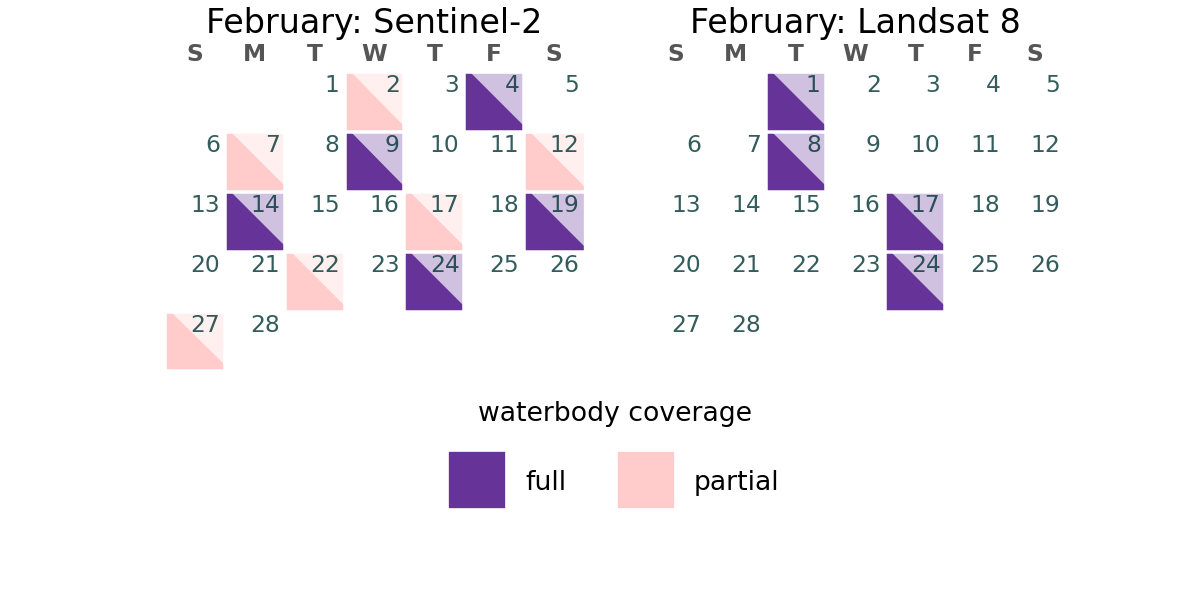 February: Sentinel-2
S M T W T F S
1 2 3 4 5
6 7 8 9 10 11 12
13 14 15 16 17 18 19
20 21 22 23 24 25 26
27 28
February: Landsat 8
S M T W T F S
1 2 3 4 5
6 7 8 9 10 11 12
13 14 15 16 17 18 19
20 21 22 23 24 25 26
27 28
waterbody coverage
full partial